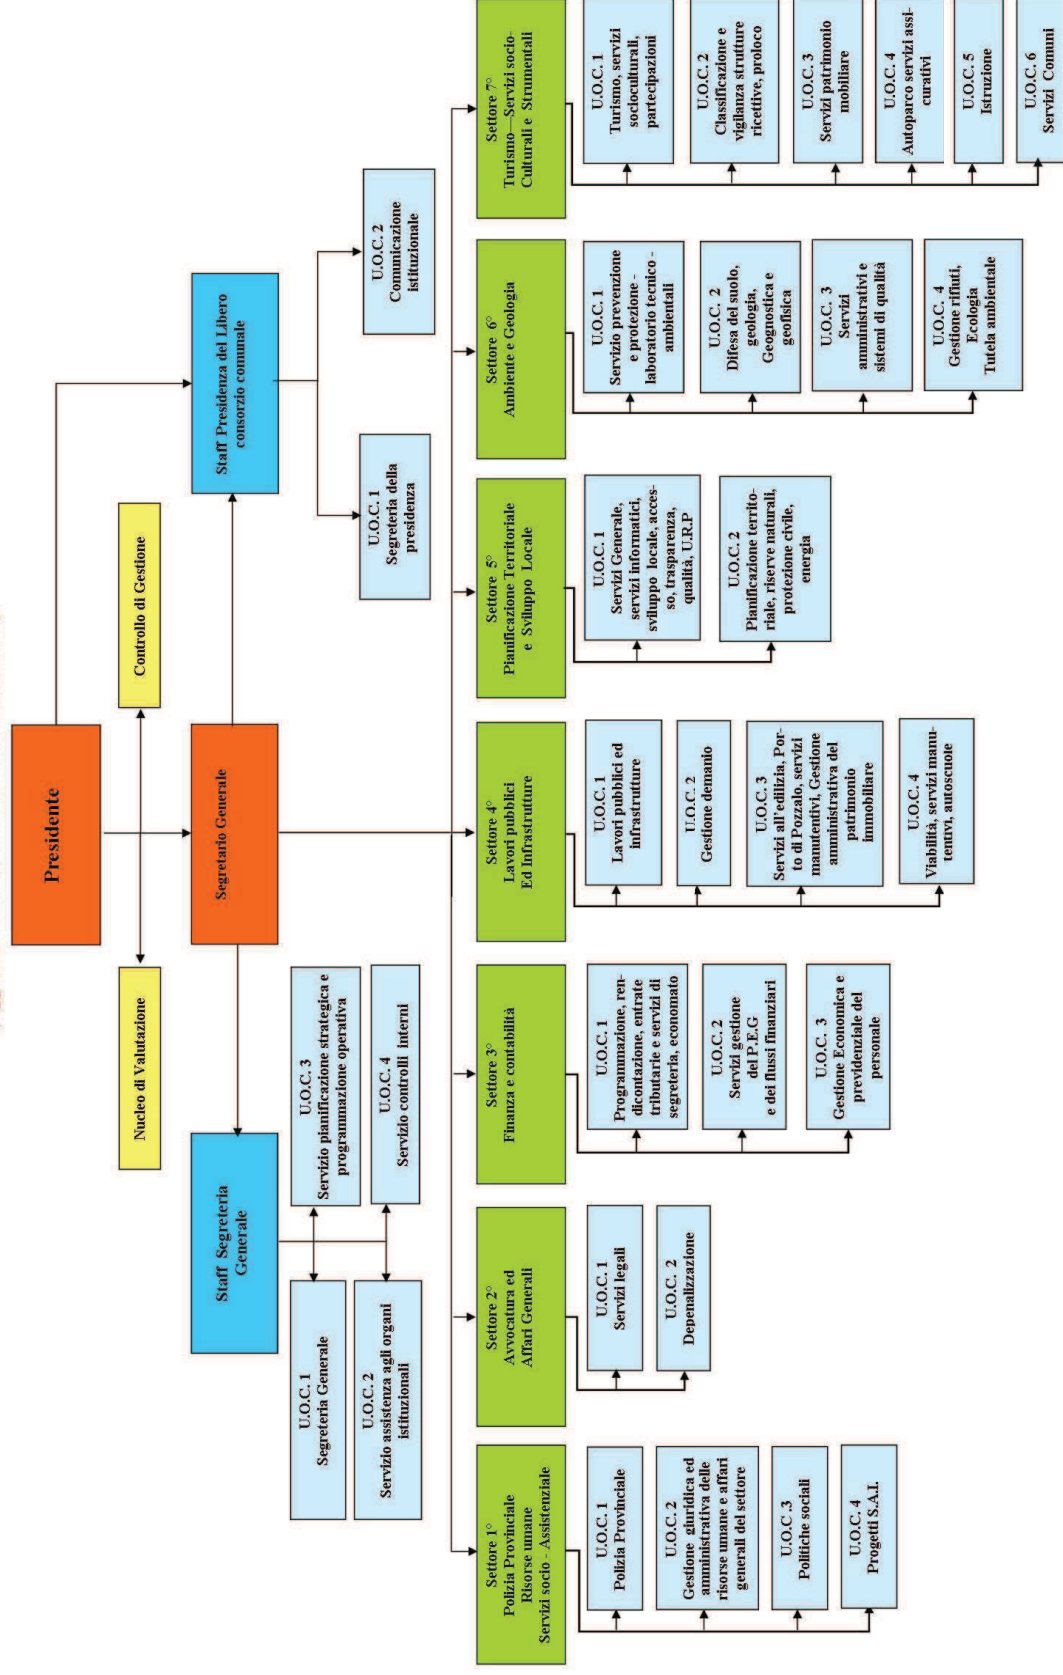 Presidente
Nucleo di Valutazione
Controllo di Gestione
Segretario Generale
Staff Segreteria
Generale
Staff Presidenza del Libero
consorzio comunale
U.O.C. 1
Segreteria Generale
U.O.C. 3
Servizio pianificazione strategica e
programmazione operativa
U.O.C. 2
Servizio assistenza agli organi
istituzionali
U.O.C. 4
Servizio controlli interni
U.O.C. 1
Segreteria della
presidenza
U.O.C. 2
Comunicazione
istituzionale
Settore 1°
Polizia Provinciale
Risorse umane
Servizi socio - Assistenziale
U.O.C. 1
Polizia Provinciale
U.O.C. 2
Gestione giuridica ed
amministrativa delle
risorse umane e affari
generali del settore
U.O.C .3
Politiche sociali
U.O.C. 4
Progetti S.A.I.
Settore 2°
Avvocatura ed
Affari Generali
U.O.C. 1
Servizi legali
U.O.C. 2
Depenalizzazione
Settore 3°
Finanza e contabilità
U.O.C. 1
Programmazione, ren-
dicontazione, entrate
tributarie e servizi di
segreteria, economato
U.O.C. 2
Servizi gestione
del P.E.G
e dei flussi finanziari
U.O.C. 3
Gestione Economica e
previdenziale del
personale
Settore 4°
Lavori pubblici
Ed Infrastrutture
U.O.C. 1
Lavori pubblici ed
infrastrutture
U.O.C. 2
Gestione demanio
U.O.C. 3
Servizi all'edilizia, Por-
to di Pozzalo, servizi
manutentivi, Gestione
amministrativa del
patrimonio
immobiliare
U.O.C. 4
Viabilità, servizi manu-
tentivi, autoscuole
Settore 5°
Pianificazione Territoriale
e Sviluppo Locale
U.O.C. 1
Servizi Generale,
servizi informatici,
sviluppo locale, acces-
so, trasparenza,
qualità, U.R.P
U.O.C. 2
Pianificazione territo-
riale, riserve naturali,
protezione civile,
energia
Settore 6°
Ambiente e Geologia
U.O.C. 1
Servizio prevenzione
e protezione -
laboratorio tecnico -
ambientali
U.O.C. 2
Difesa del suolo,
geologia,
Geognostica e
geofisica
U.O.C. 3
Servizi
amministrativi e
sistemi di qualità
U.O.C. 4
Gestione rifiuti,
Ecologia
Tutela ambientale
Settore 7°
Turismo—Servizi socio-
Culturali e Strumentali
U.O.C. 1
Turismo, servizi
socioculturali,
partecipazioni
U.O.C. 2
Classificazione e
vigilanza strutture
ricettive, proloco
U.O.C. 3
Servizi patrimonio
mobiliare
U.O.C. 4
Autoparco servizi assi-
curativi
U.O.C. 5
Istruzione
U.O.C. 6
Servizi Comuni